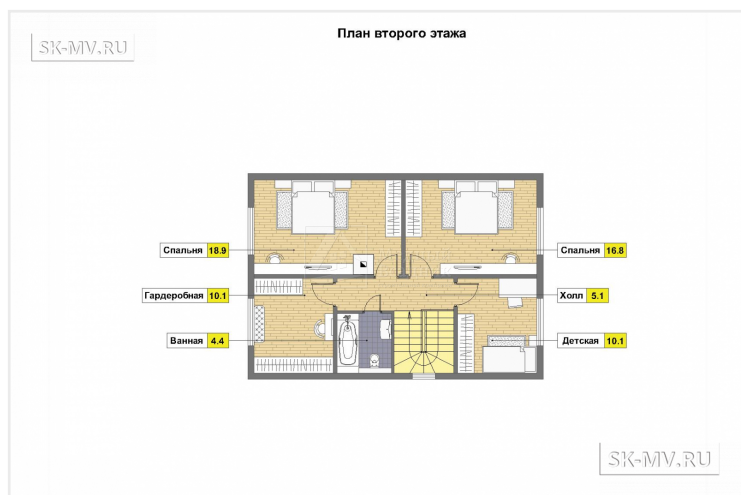 План второго этажа
SK-MV.RU
Спальня 18.9
Спальня 16.8
Гардеробная 10.1
Холл 5.1
Ванная 4.4
Детская 10.1
SK-MV.RU